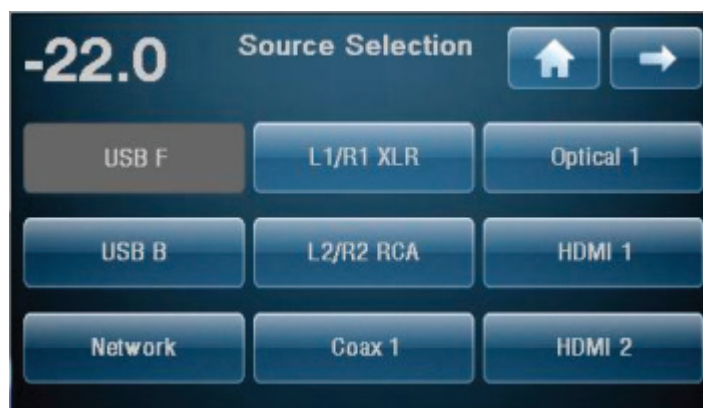 -22.0 Source Selection
USB F L1/R1 XLR Optical 1
USB B L2/R2 RCA HDMI 1
Network Coax 1 HDMI 2